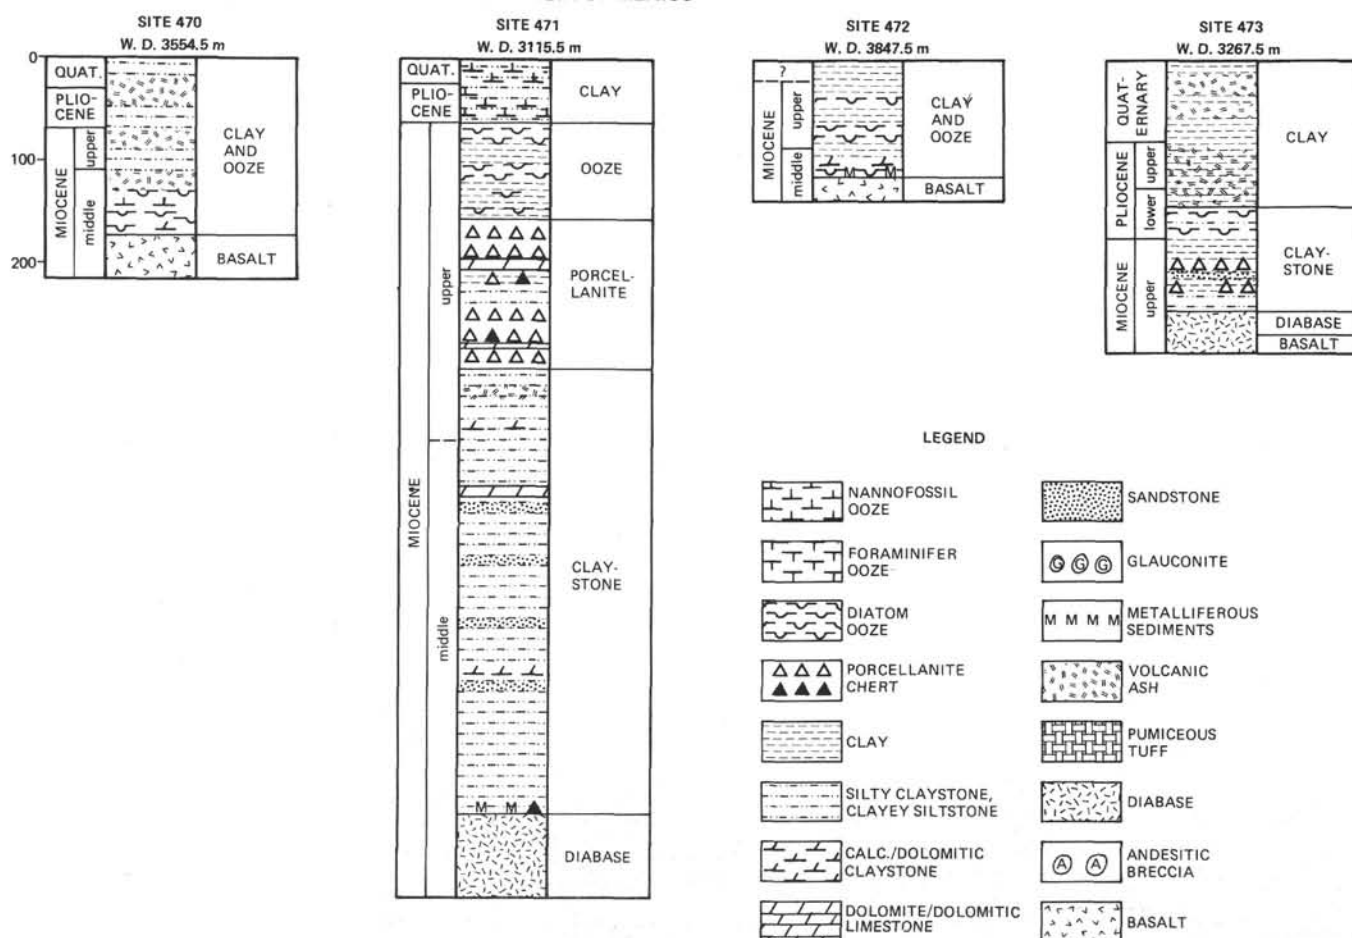 SITE 470
W. D. 3554.5 m
0
100
200
QUAT.
PLIO-
CENE
MIOCENE
upper
middle
CLAY
AND
OOZE
BASALT
SITE 471
W. D. 3115.5 m
QUAT.
PLIO-
CENE
MIOCENE
upper
middle
CLAY
OOZE
PORCEL-
LANITE
CLAY-
STONE
M M
DIABASE
SITE 472
W. D. 3847.5 m
?
MIOCENE
upper
middle
M M
CLAY
AND
OOZE
BASALT
SITE 473
W. D. 3267.5 m
QUAT-
ERNARY
PLIOCENE
upper
lower
MIOCENE
upper
CLAY
CLAY-
STONE
DIABASE
BASALT
LEGEND
NANNOFOSSIL
OOZE
FORAMINIFER
OOZE
DIATOM
OOZE
PORCELLANITE
CHERT
CLAY
SILTY CLAYSTONE,
CLAYEY SILTSTONE
CALC./DOLOMITIC
CLAYSTONE
DOLOMITE/DOLOMITIC
LIMESTONE
SANDSTONE
G G G
GLAUCONITE
M M M M
METALLIFEROUS
SEDIMENTS
VOLCANIC
ASH
PUMICEOUS
TUFF
DIABASE
A A
ANDESITIC
BRECCIA
BASALT